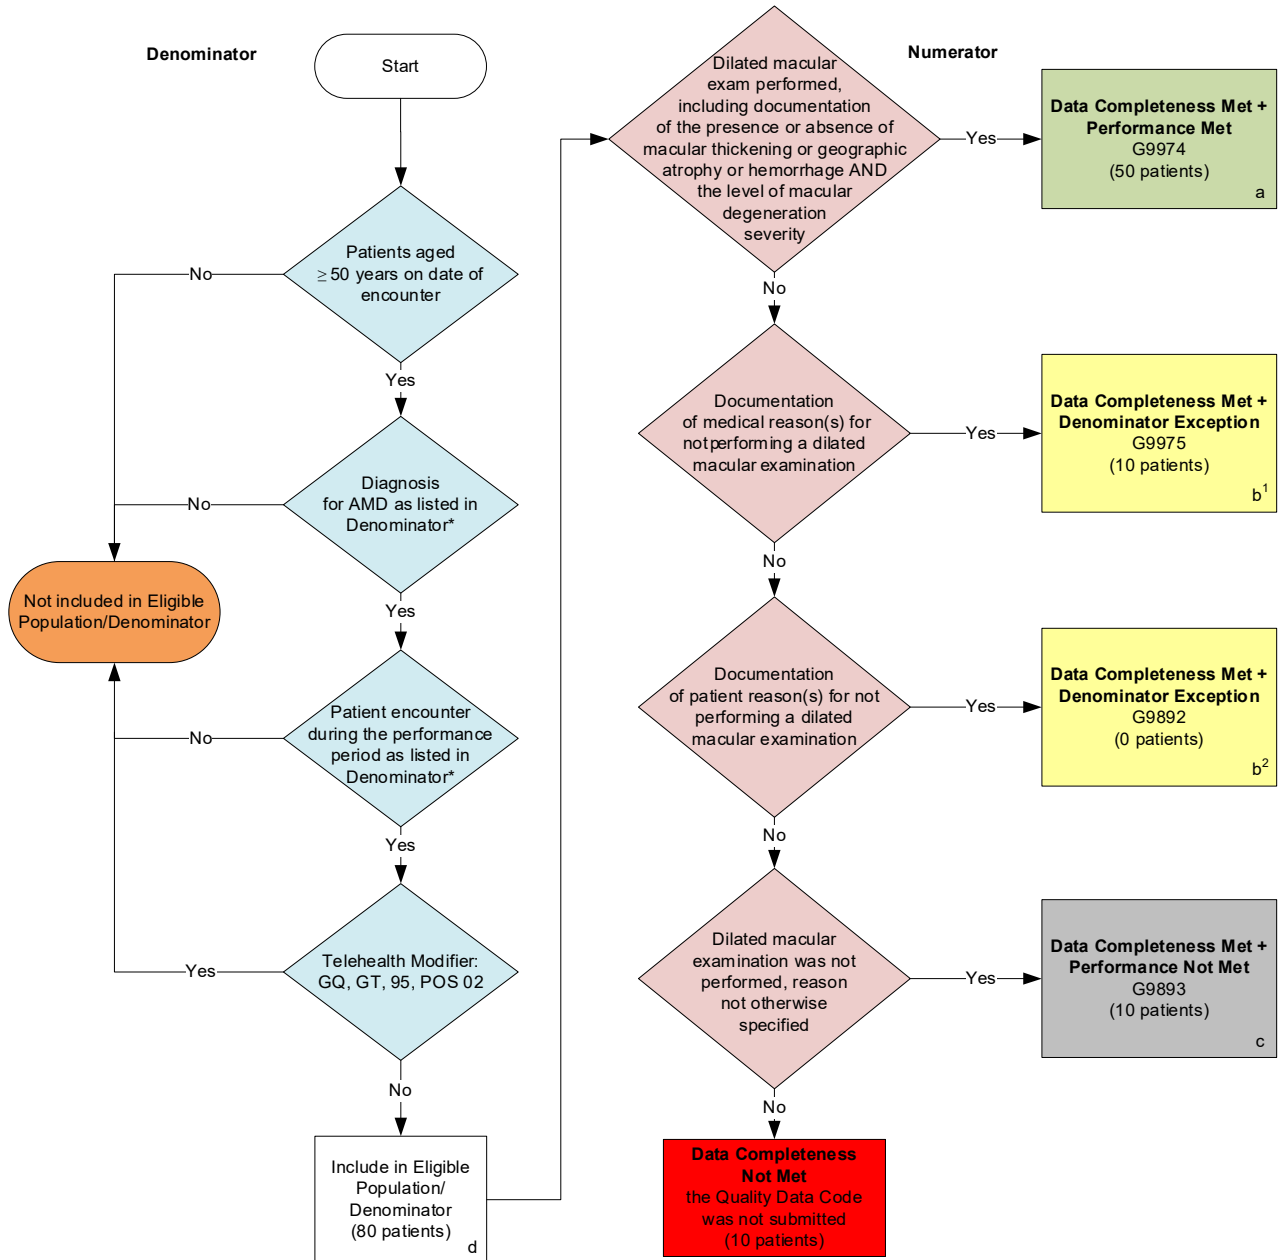 Denominator
Start
Patients aged
≥ 50 years on date of
encounter
No
Yes
Diagnosis
for AMD as listed in
Denominator*
No
Yes
Not included in Eligible
Population/Denominator
Patient encounter
during the performance
period as listed in
Denominator*
No
Yes
Telehealth Modifier:
GQ, GT, 95, POS 02
Yes
No
Include in Eligible
Population/
Denominator
(80 patients)
d
Numerator
Dilated macular
exam performed,
including documentation
of the presence or absence of
macular thickening or geographic
atrophy or hemorrhage AND
the level of macular
degeneration
severity
Yes
Data Completeness Met +
Performance Met
G9974
(50 patients)
a
No
Documentation
of medical reason(s) for
not performing a dilated
macular examination
Yes
Data Completeness Met +
Denominator Exception
G9975
(10 patients)
b¹
No
Documentation
of patient reason(s) for not
performing a dilated
macular examination
Yes
Data Completeness Met +
Denominator Exception
G9892
(0 patients)
b²
No
Dilated macular
examination was not
performed, reason
not otherwise
specified
Yes
Data Completeness Met +
Performance Not Met
G9893
(10 patients)
c
No
Data Completeness
Not Met
the Quality Data Code
was not submitted
(10 patients)